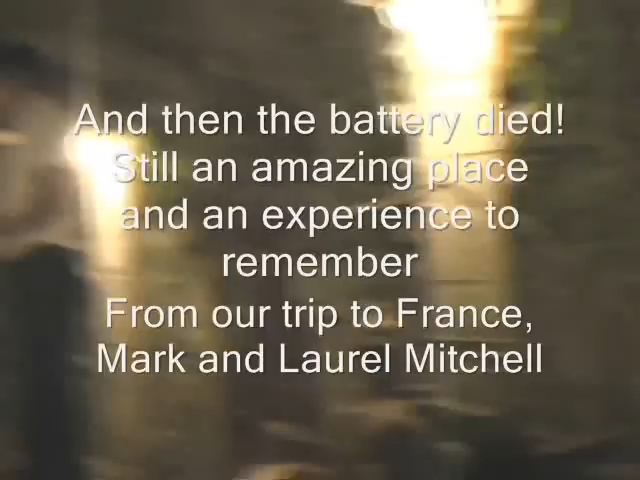 And then the battery died!
Still an amazing place
and an experience to
remember
From our trip to France,
Mark and Laurel Mitchell